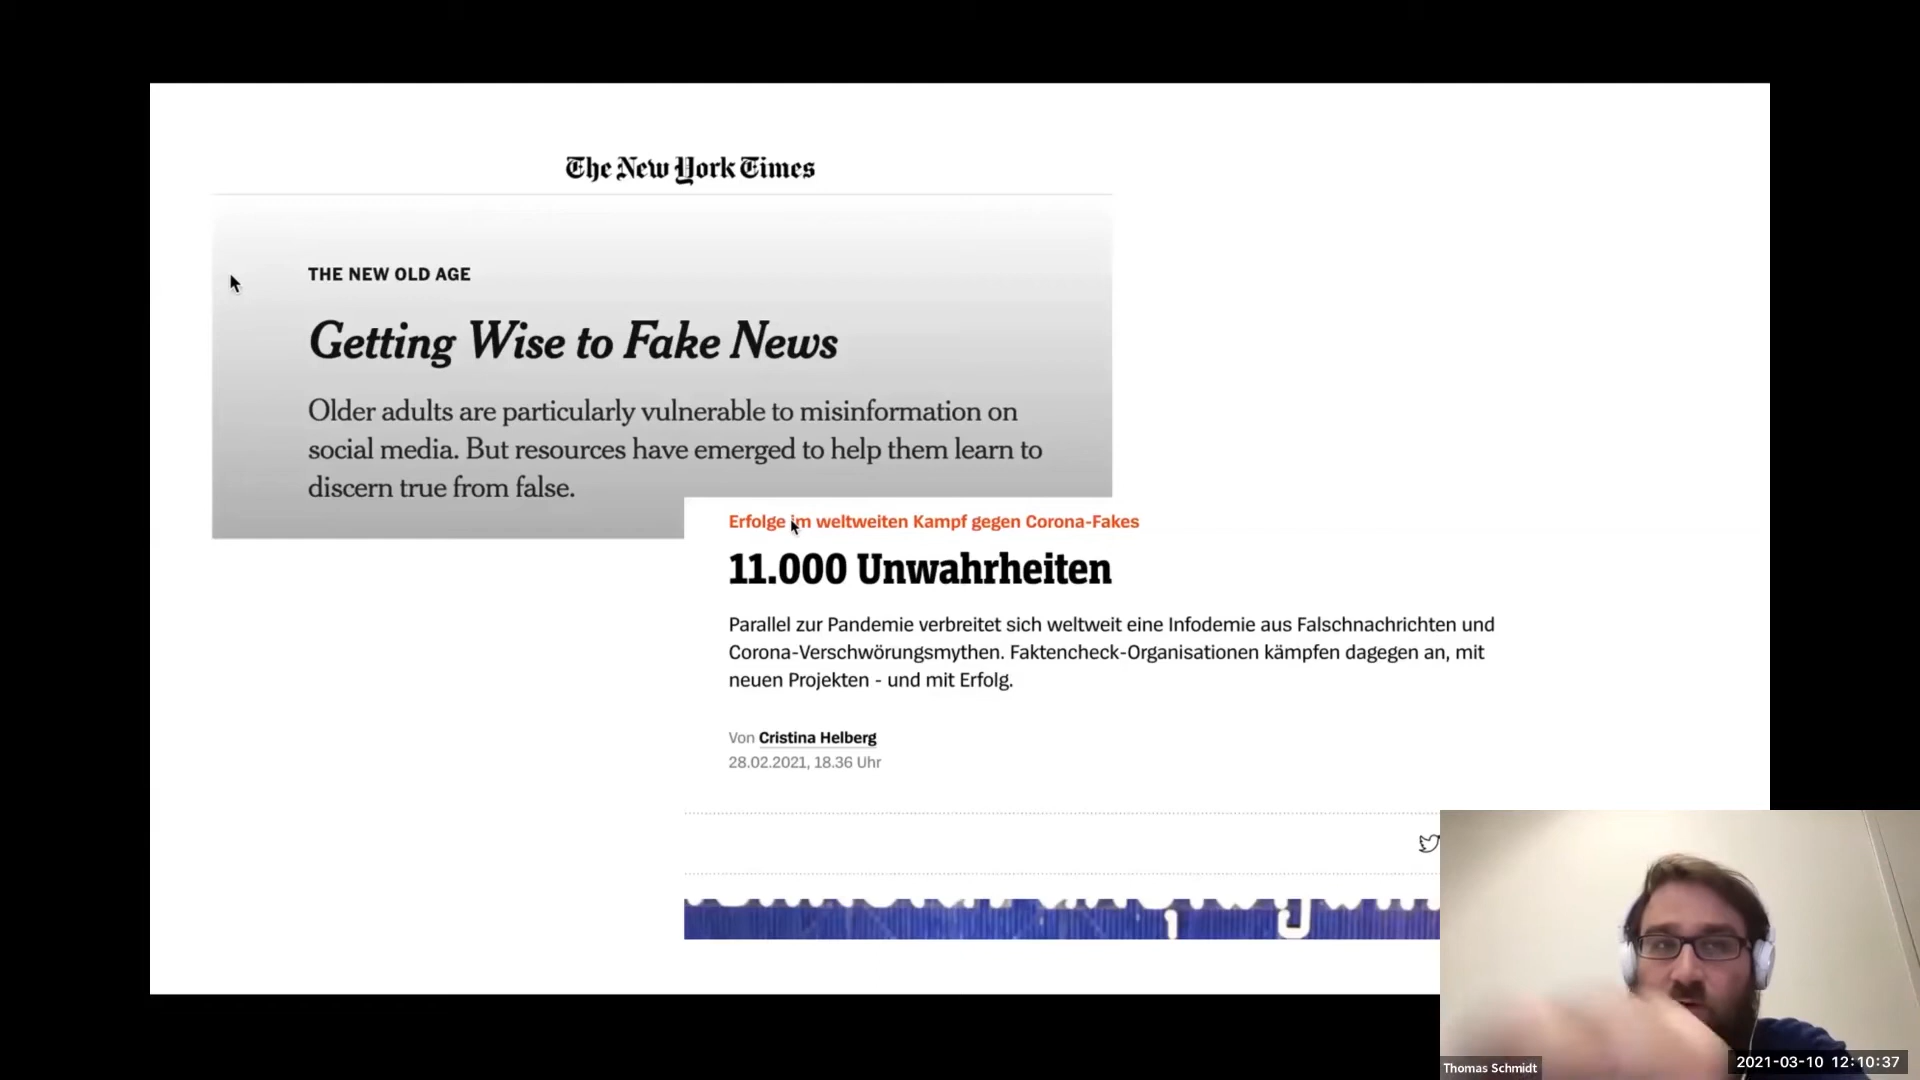 The New York Times
THE NEW OLD AGE
Getting Wise to Fake News
Older adults are particularly vulnerable to misinformation on
social media. But resources have emerged to help them learn to
discern true from false.
Erfolge im weltweiten Kampf gegen Corona-Fakes
11.000 Unwahrheiten
Parallel zur Pandemie verbreitet sich weltweit eine Infodemie aus Falschnachrichten und
Corona-Verschwörungsmythen. Faktencheck-Organisationen kämpfen dagegen an, mit
neuen Projekten - und mit Erfolg.
Von Cristina Helberg
28.02.2021, 18.36 Uhr
Thomas Schmidt
2021-03-10 12:10:37